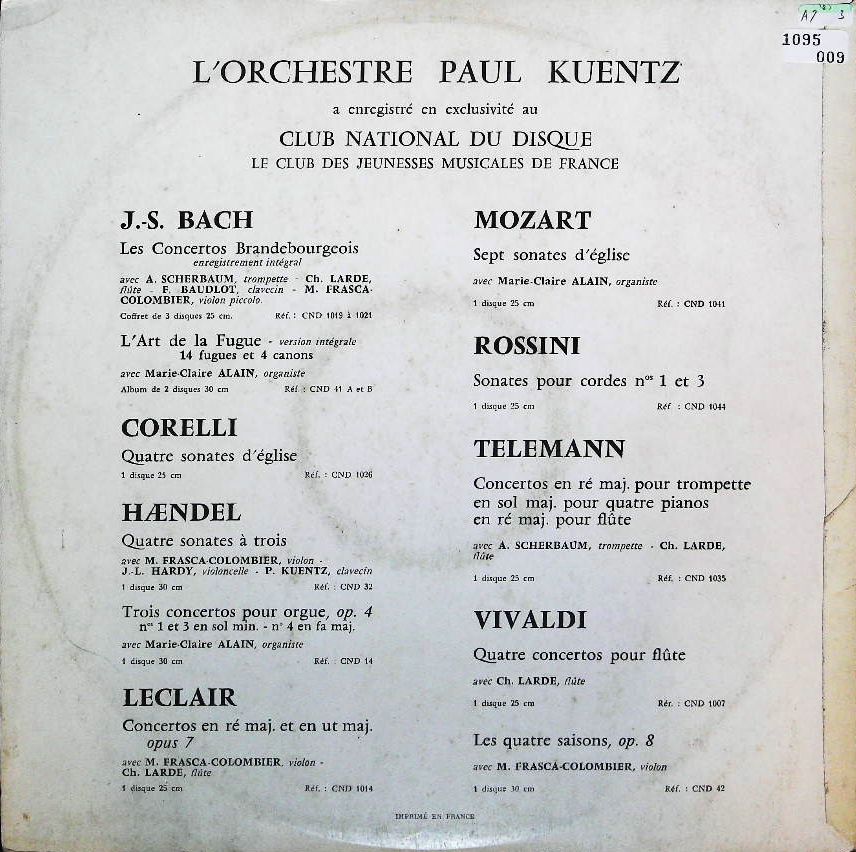 A7 3
1095
009
L'ORCHESTRE PAUL KUENTZ
a enregistré en exclusivité au
CLUB NATIONAL DU DISQUE
LE CLUB DES JEUNESSES MUSICALES DE FRANCE
J.-S. BACH
Les Concertos Brandebourgeois
enregistrement intégral
avec A. SCHERBAUM, trompette - Ch. LARDE,
flûte - F. BAUDLOT, clavecin - M. FRASCA-
COLOMBIER, violon piccolo.
Coffret de 3 disques 25 cm. Réf. : CND 1019 à 1021
L'Art de la Fugue - version intégrale
14 fugues et 4 canons
avec Marie-Claire ALAIN, organiste
Album de 2 disques 30 cm Réf : CND 41 A et B
CORELLI
Quatre sonates d'église
1 disque 25 cm Réf. : CND 1026
HÆNDEL
Quatre sonates à trois
avec M. FRASCA-COLOMBIER, violon -
J.-L. HARDY, violoncelle - P. KUENTZ, clavecin
1 disque 30 cm Réf. : CND 32
Trois concertos pour orgue, op. 4
nos 1 et 3 en sol min. - n° 4 en fa maj.
avec Marie-Claire ALAIN, organiste
1 disque 30 cm Réf. : CND 14
LECLAIR
Concertos en ré maj. et en ut maj.
opus 7
avec M. FRASCA-COLOMBIER, violon -
Ch. LARDE, flûte
1 disque 25 cm Réf. : CND 1014
MOZART
Sept sonates d'église
avec Marie-Claire ALAIN, organiste
1 disque 25 cm Réf. : CND 1041
ROSSINI
Sonates pour cordes nos 1 et 3
1 disque 25 cm Réf : CND 1044
TELEMANN
Concertos en ré maj. pour trompette
en sol maj. pour quatre pianos
en ré maj. pour flûte
avec A. SCHERBAUM, trompette - Ch. LARDE,
flûte
1 disque 25 cm Réf. : CND 1035
VIVALDI
Quatre concertos pour flûte
avec Ch. LARDE, flûte
1 disque 25 cm Réf. : CND 1007
Les quatre saisons, op. 8
avec M. FRASCA-COLOMBIER, violon
1 disque 30 cm Réf. : CND 42
IMPRIMÉ EN FRANCE